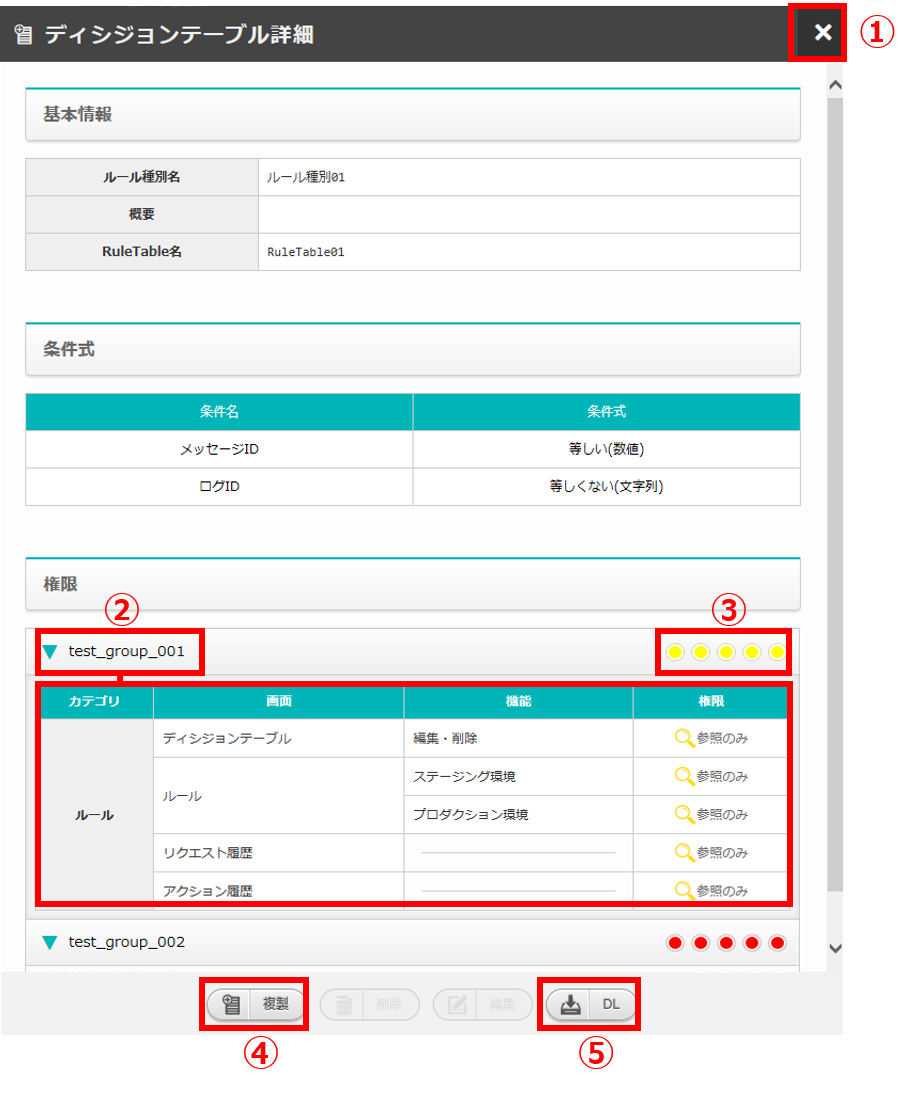 ディシジョンテーブル詳細
①
基本情報
ルール種別名 ルール種別01
概要
RuleTable名 RuleTable01
条件式
条件名 条件式
メッセージID 等しい(数値)
ログID 等しくない(文字列)
権限
② ③
test_group_001
カテゴリ 画面 機能 権限
ディシジョンテーブル 編集・削除 参照のみ
ルール ルール ステージング環境 参照のみ
プロダクション環境 参照のみ
リクエスト履歴 参照のみ
アクション履歴 参照のみ
test_group_002
複製 削除 編集 DL
④ ⑤